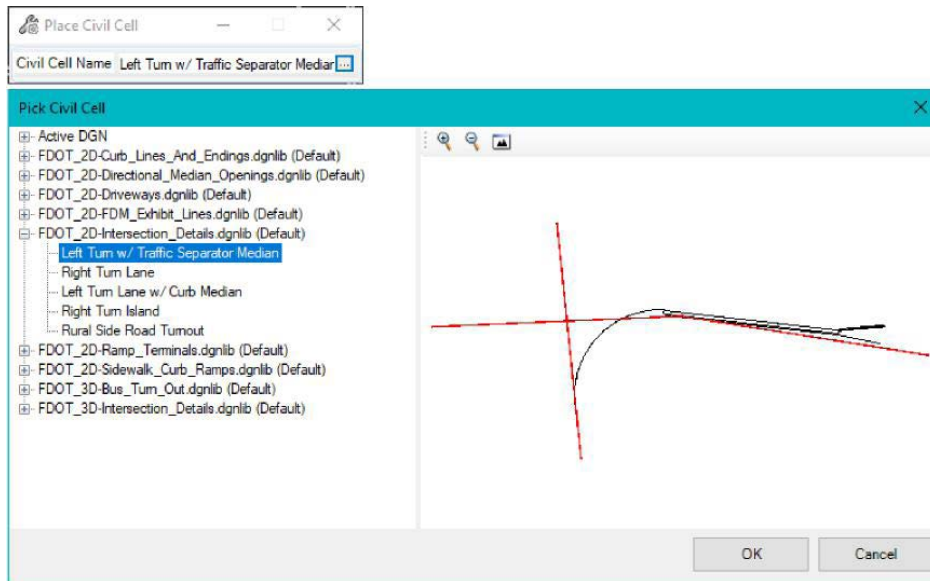 Place Civil Cell
Civil Cell Name Left Turn w/ Traffic Separator Median ...
Pick Civil Cell
Active DGN
FDOT_2D-Curb_Lines_And_Endings.dgnlib (Default)
FDOT_2D-Directional_Median_Openings.dgnlib (Default)
FDOT_2D-Driveways.dgnlib (Default)
FDOT_2D-FDM_Exhibit_Lines.dgnlib (Default)
FDOT_2D-Intersection_Details.dgnlib (Default)
Left Turn w/ Traffic Separator Median
Right Turn Lane
Left Turn Lane w/ Curb Median
Right Turn Island
Rural Side Road Turnout
FDOT_2D-Ramp_Terminals.dgnlib (Default)
FDOT_2D-Sidewalk_Curb_Ramps.dgnlib (Default)
FDOT_3D-Bus_Turn_Out.dgnlib (Default)
FDOT_3D-Intersection_Details.dgnlib (Default)
OK Cancel